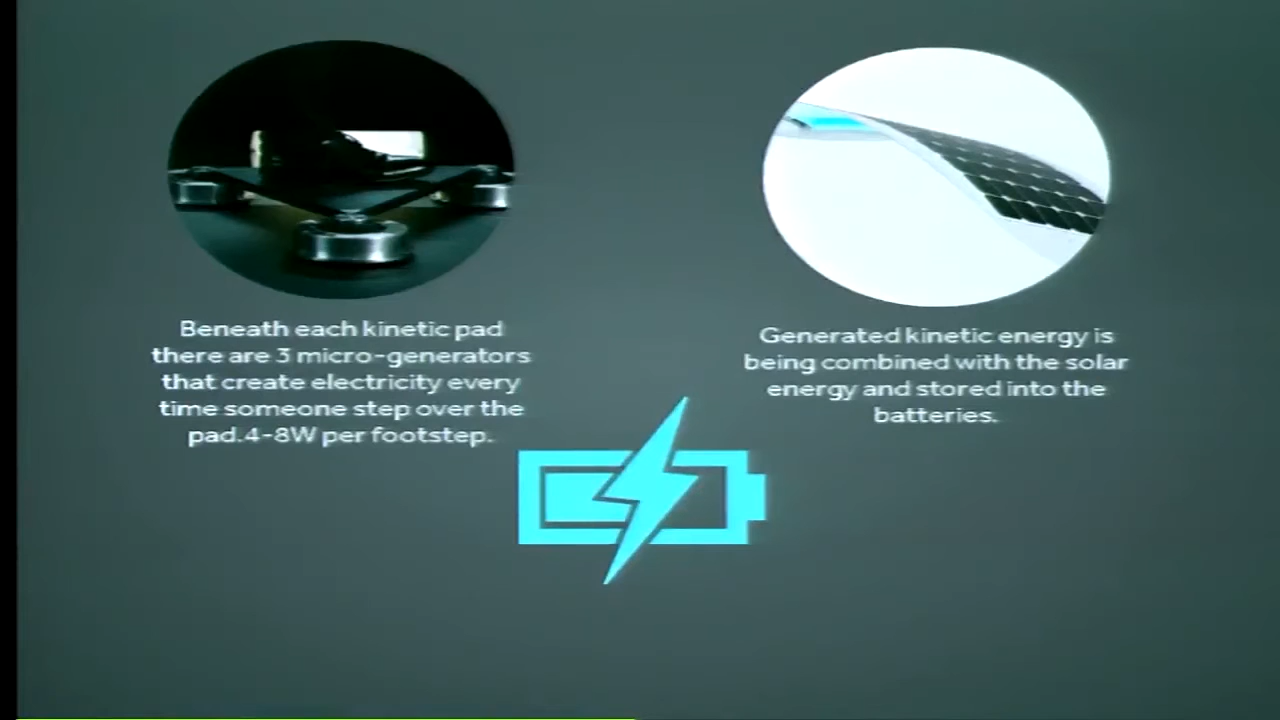 Beneath each kinetic pad
there are 3 micro-generators
that create electricity every
time someone step over the
pad.4-8W per footstep.
Generated kinetic energy is
being combined with the solar
energy and stored into the
batteries.